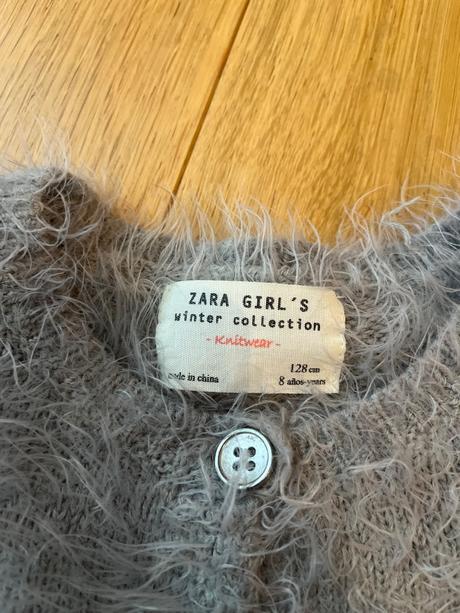 ZARA GIRL´S
winter collection
- Knitwear -
128 cm
made in china 8 años-years